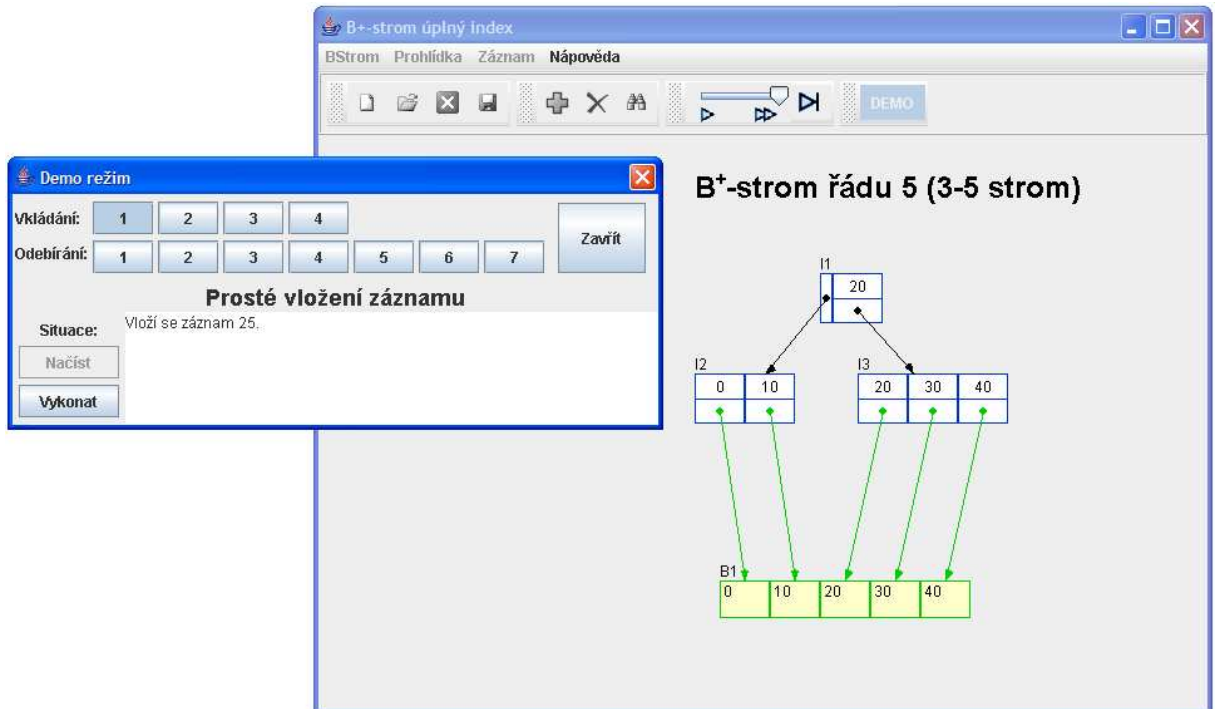 B+-strom úplný index
BStrom Prohlídka Záznam Nápověda
DEMO
Demo režim
Vkládání: 1 2 3 4
Zavřít
Odebírání: 1 2 3 4 5 6 7
Prosté vložení záznamu
Situace:
Vloží se záznam 25.
Načíst
Vykonat
B+-strom řádu 5 (3-5 strom)
I1
20
I2
0 10
I3
20 30 40
B1
0 10 20 30 40